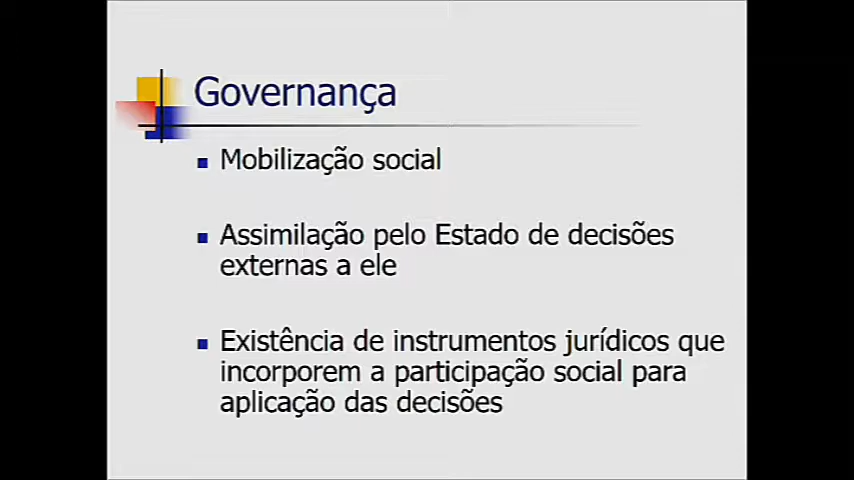 Governança
Mobilização social
Assimilação pelo Estado de decisões
externas a ele
Existência de instrumentos jurídicos que
incorporem a participação social para
aplicação das decisões